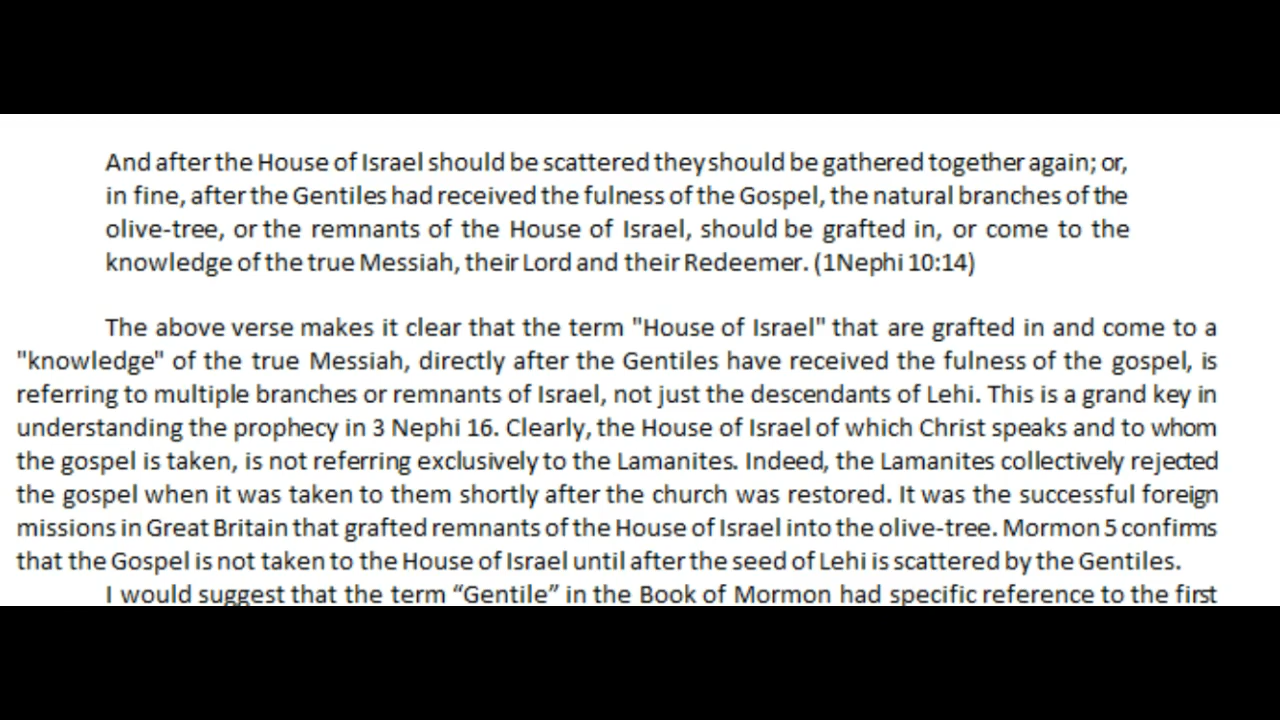 And after the House of Israel should be scattered they should be gathered together again; or,
in fine, after the Gentiles had received the fulness of the Gospel, the natural branches of the
olive-tree, or the remnants of the House of Israel, should be grafted in, or come to the
knowledge of the true Messiah, their Lord and their Redeemer. (1Nephi 10:14)
The above verse makes it clear that the term "House of Israel" that are grafted in and come to a
"knowledge" of the true Messiah, directly after the Gentiles have received the fulness of the gospel, is
referring to multiple branches or remnants of Israel, not just the descendants of Lehi. This is a grand key in
understanding the prophecy in 3 Nephi 16. Clearly, the House of Israel of which Christ speaks and to whom
the gospel is taken, is not referring exclusively to the Lamanites. Indeed, the Lamanites collectively rejected
the gospel when it was taken to them shortly after the church was restored. It was the successful foreign
missions in Great Britain that grafted remnants of the House of Israel into the olive-tree. Mormon 5 confirms
that the Gospel is not taken to the House of Israel until after the seed of Lehi is scattered by the Gentiles.
I would suggest that the term “Gentile” in the Book of Mormon had specific reference to the first